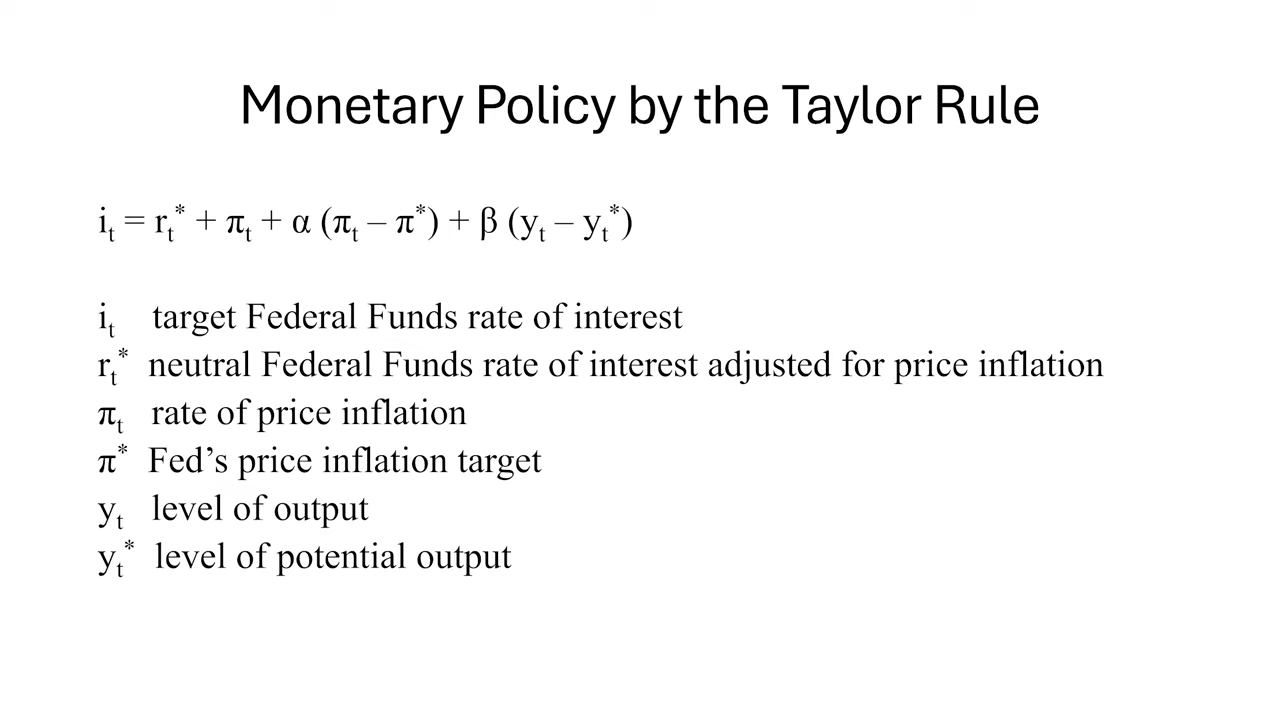 Monetary Policy by the Taylor Rule
iₜ = rₜ* + πₜ + α (πₜ – π*) + β (yₜ – yₜ*)
iₜ target Federal Funds rate of interest
rₜ* neutral Federal Funds rate of interest adjusted for price inflation
πₜ rate of price inflation
π* Fed’s price inflation target
yₜ level of output
yₜ* level of potential output